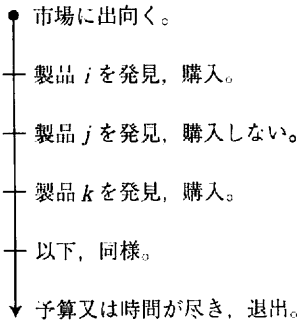 市場に出向く。
製品 i を発見，購入。
製品 j を発見，購入しない。
製品 k を発見，購入。
以下，同様。
予算又は時間が尽き，退出。